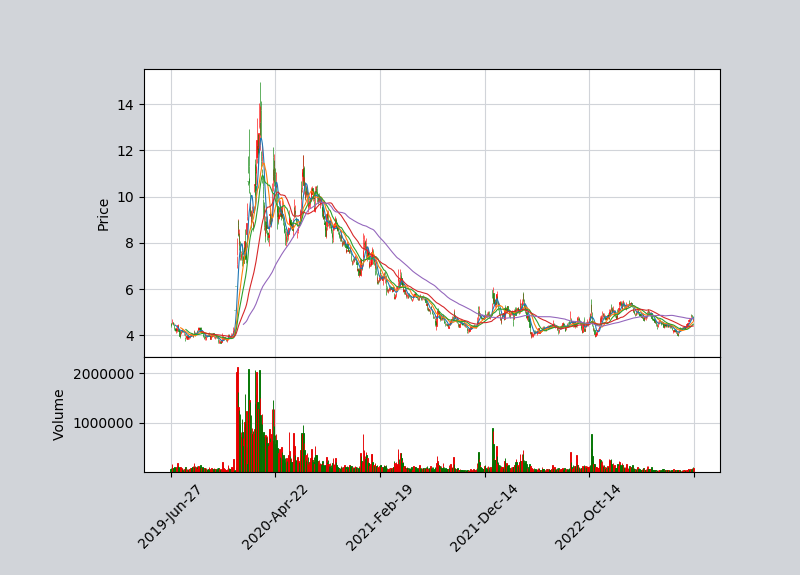 14
12
10
8
6
4
Price
2000000
1000000
Volume
2019-Jun-27
2020-Apr-22
2021-Feb-19
2021-Dec-14
2022-Oct-14